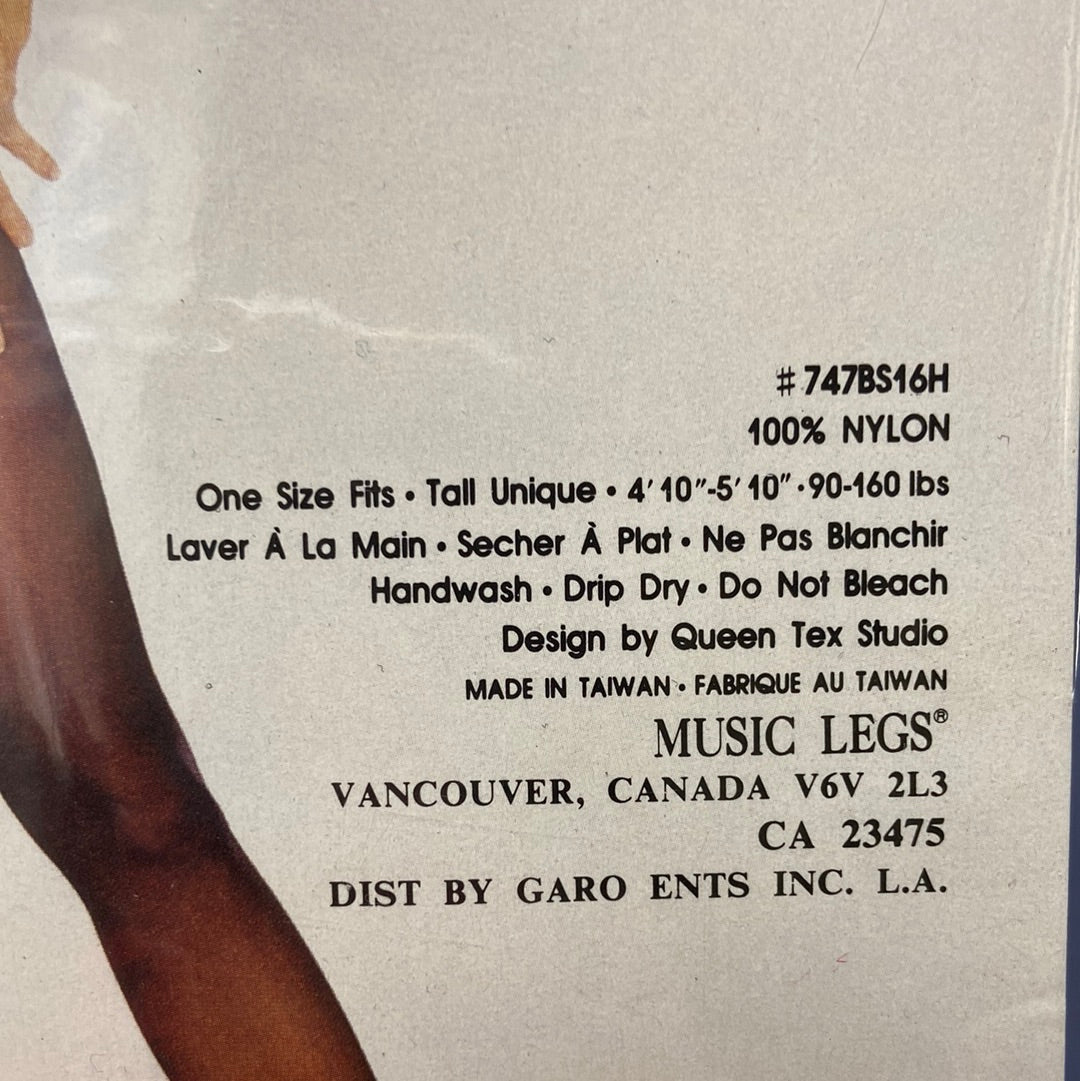 #747BS16H
100% NYLON
One Size Fits • Tall Unique • 4' 10"-5' 10" • 90-160 lbs
Laver À La Main • Secher À Plat • Ne Pas Blanchir
Handwash • Drip Dry • Do Not Bleach
Design by Queen Tex Studio
MADE IN TAIWAN • FABRIQUE AU TAIWAN
MUSIC LEGS®
VANCOUVER, CANADA V6V 2L3
CA 23475
DIST BY GARO ENTS INC. L.A.